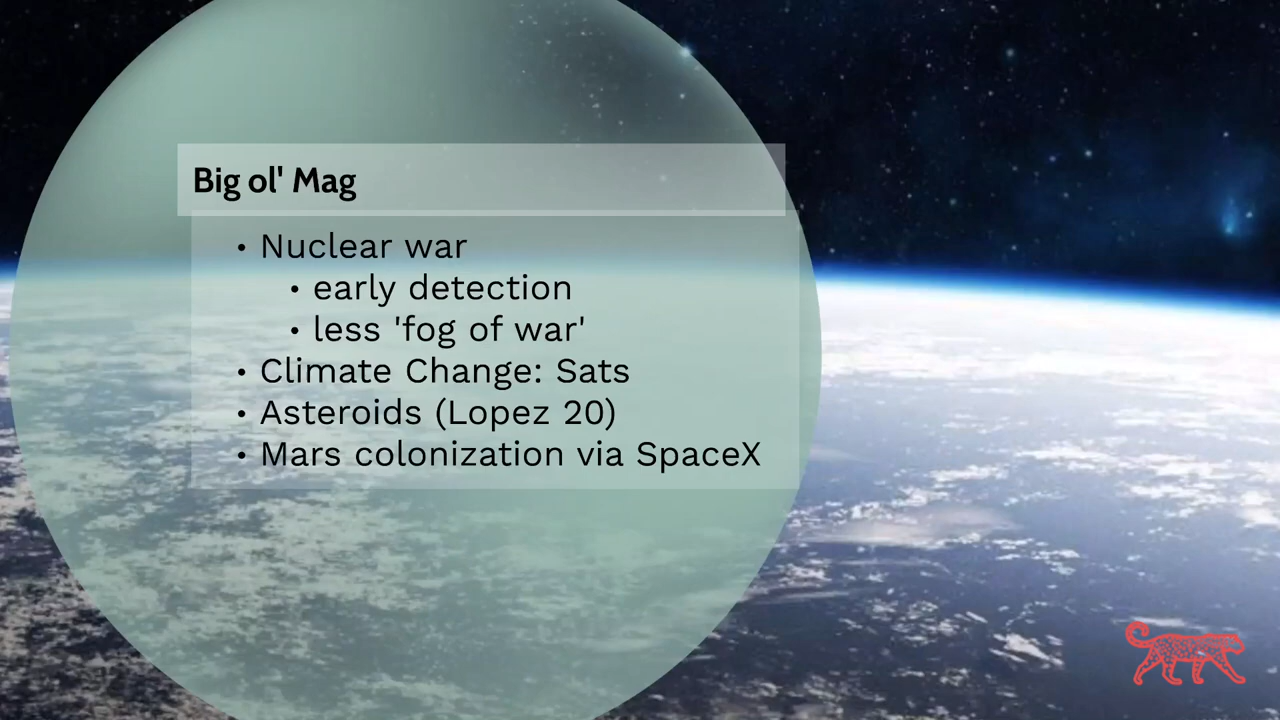 Big ol' Mag
• Nuclear war
• early detection
• less 'fog of war'
• Climate Change: Sats
• Asteroids (Lopez 20)
• Mars colonization via SpaceX